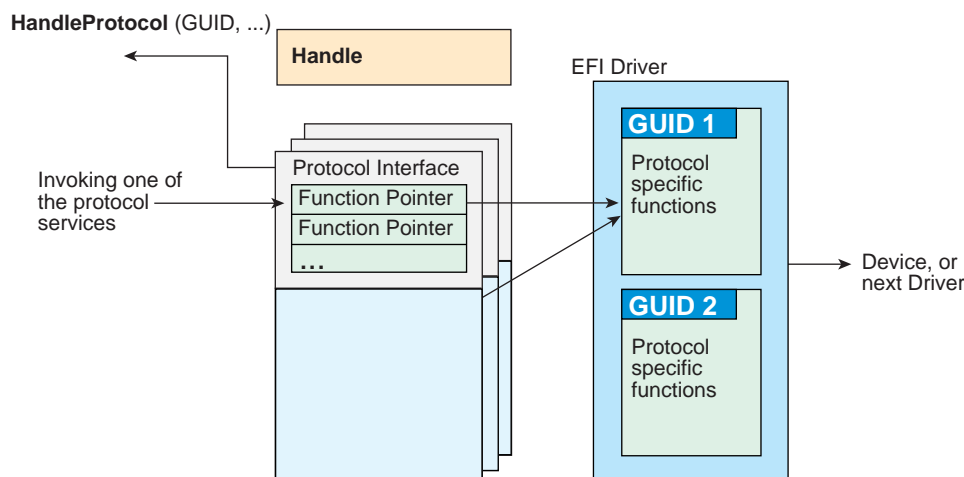 HandleProtocol (GUID, ...)
Handle
EFI Driver
GUID 1
Protocol
specific
functions
Protocol Interface
Function Pointer
Function Pointer
...
Invoking one of
the protocol
services
Device, or
next Driver
GUID 2
Protocol
specific
functions